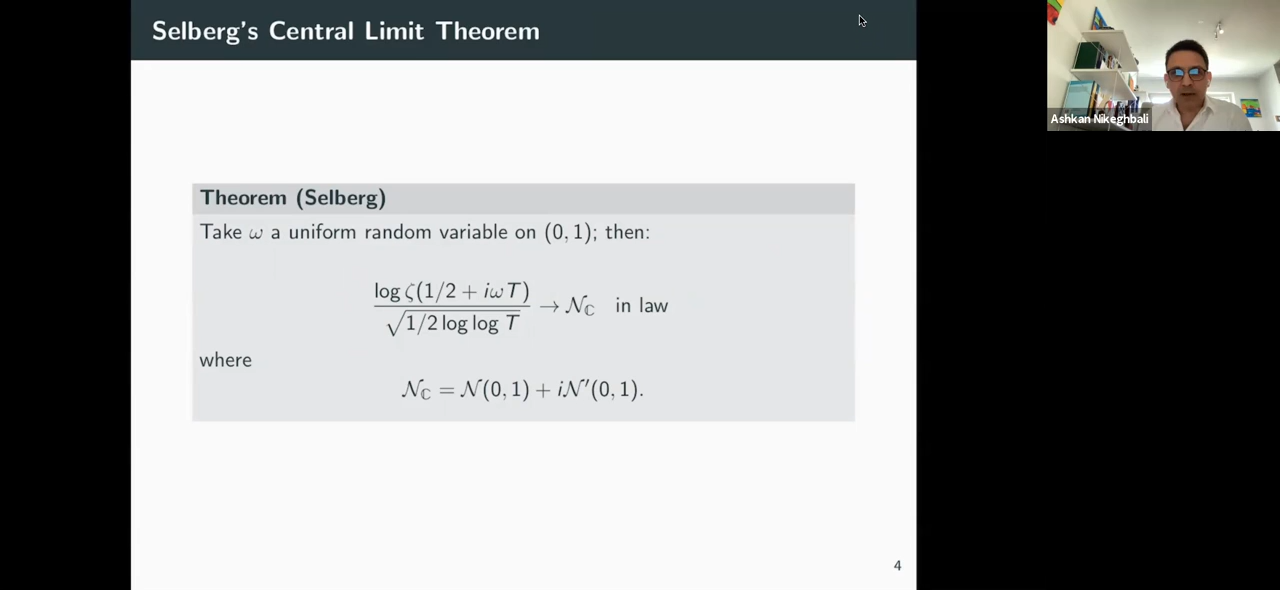 Selberg's Central Limit Theorem
Ashkan Nikeghbali
Theorem (Selberg)
Take ω a uniform random variable on (0, 1); then:
log ζ(1/2 + iωT) / √1/2 log log T → 𝒩_ℂ in law
where
𝒩_ℂ = 𝒩(0, 1) + i𝒩′(0, 1).
4